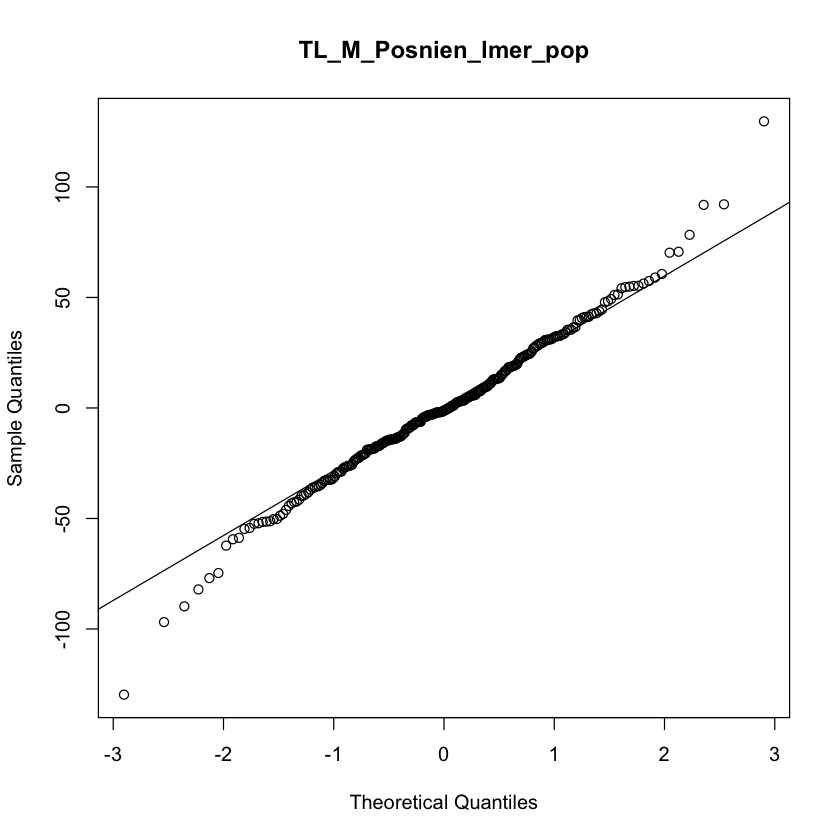 TL_M_Posnien_lmer_pop
100
50
0
-50
-100
Sample Quantiles
-3 -2 -1 0 1 2 3
Theoretical Quantiles